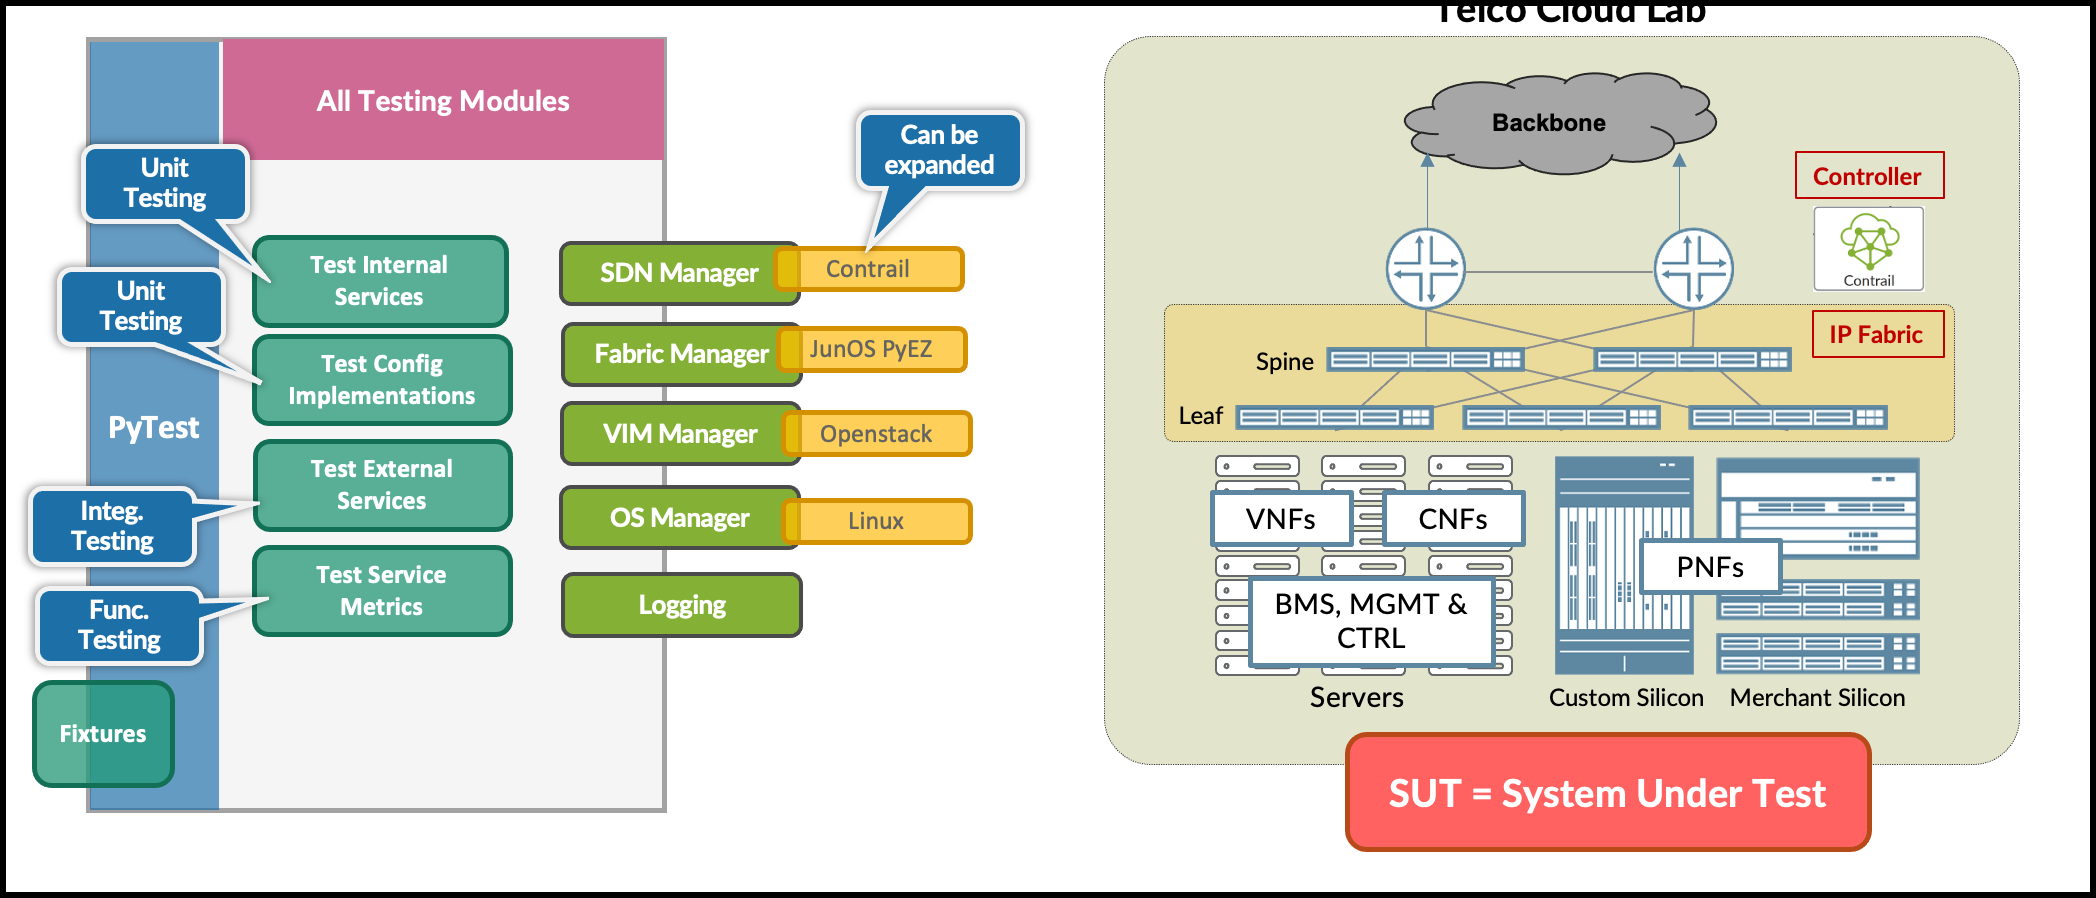 Telco Cloud Lab
All Testing Modules
Can be
expanded
Unit
Testing
Test Internal
Services
Unit
Testing
Test Config
Implementations
PyTest
Test External
Services
Integ.
Testing
Test Service
Metrics
Func.
Testing
Fixtures
SDN Manager
Contrail
Fabric Manager
JunOS PyEZ
VIM Manager
Openstack
OS Manager
Linux
Logging
Backbone
Controller
Contrail
IP Fabric
Spine
Leaf
VNFs
CNFs
PNFs
BMS, MGMT &
CTRL
Servers
Custom Silicon
Merchant Silicon
SUT = System Under Test